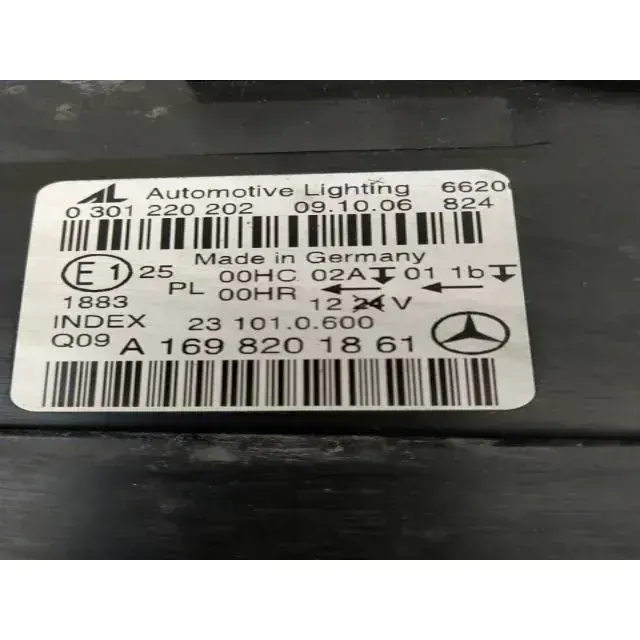 AL Automotive Lighting 6620
0 301 220 202 09.10.06 824
Made in Germany
E1 25 00HC 02A 01 1b
PL 00HR ← ←
1883 12 24 V
INDEX 23 101.0.600
Q09 A 169 820 18 61